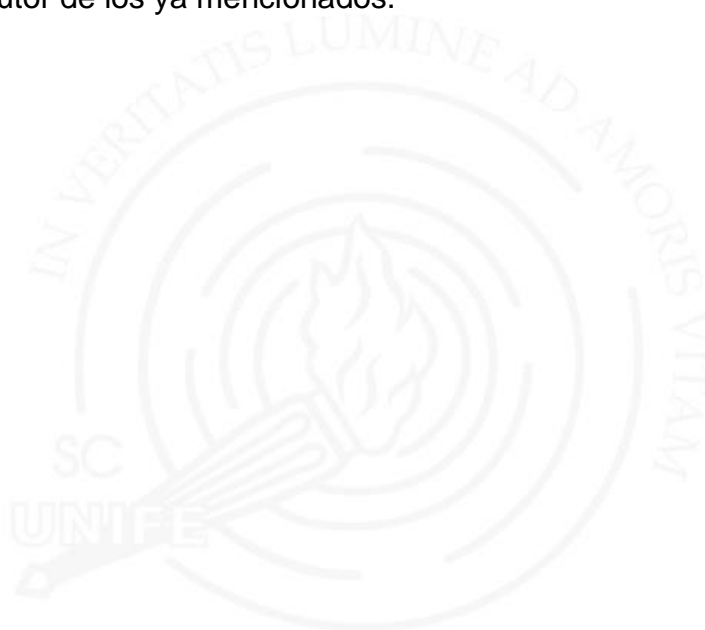 utor de los ya mencionados.
IN VERITATIS LUMINE AD AMORIS VITAM
SC
UNIFE